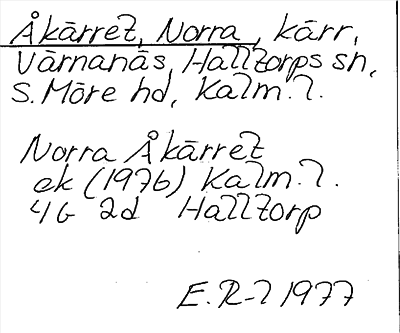 Åkärret, Norra, kärr,
Värnanäs, Halltorps sn,
S. Möre hd, Kalm. l.
Norra Åkärret
ek (1976) Kalm. l.
4G 2d Halltorp
E. R-l 1977